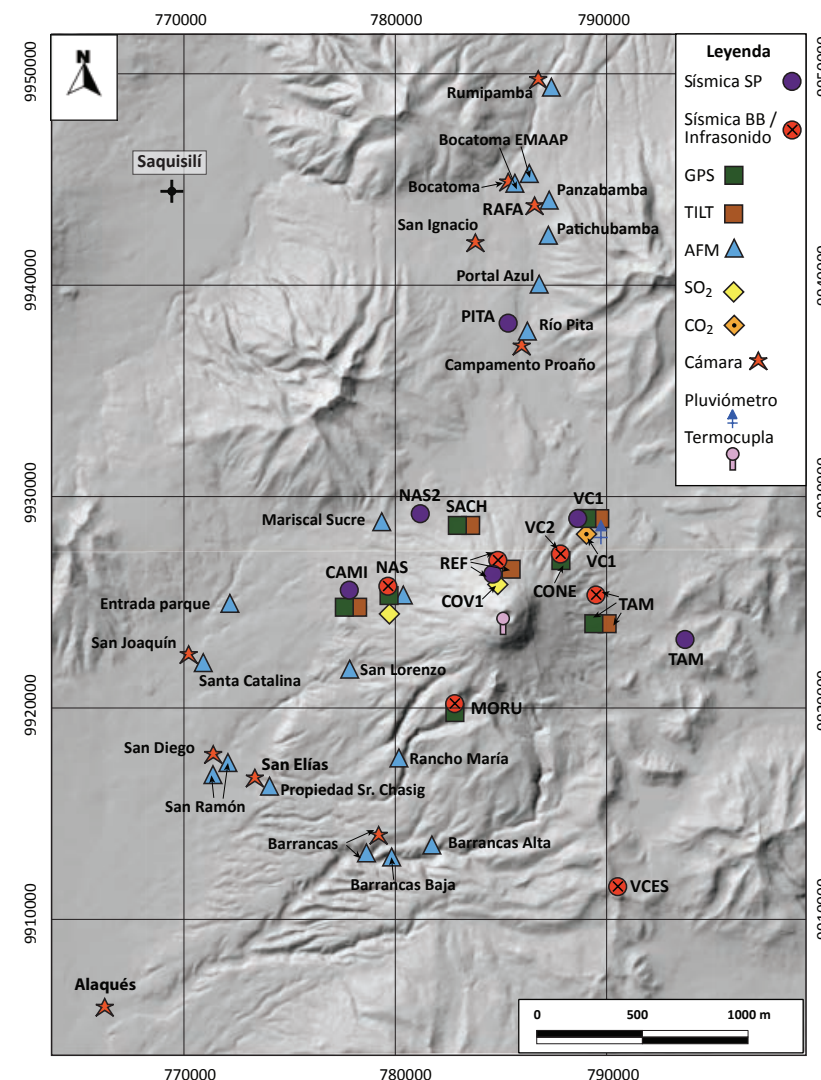 770000
780000
790000
N
Leyenda
Sísmica SP
Sísmica BB /
Infrasonido
GPS
TILT
AFM
SO2
CO2
Cámara
Pluviómetro
Termocupla
9950000
Rumipamba
Bocatoma EMAAP
Saquisilí
Bocatoma
Panzabamba
RAFA
San Ignacio
Patichubamba
Portal Azul
9940000
PITA
Río Pita
Campamento Proaño
9930000
NAS2
SACH
VC1
Mariscal Sucre
VC2
REF
VC1
CAMI
NAS
CONE
COV1
Entrada parque
TAM
San Joaquín
TAM
Santa Catalina
San Lorenzo
9920000
MORU
San Diego
San Elías
Rancho María
Propiedad Sr. Chasig
San Ramón
Barrancas
Barrancas Alta
Barrancas Baja
VCES
9910000
Alaqués
0
500
1000 m
770000
780000
790000